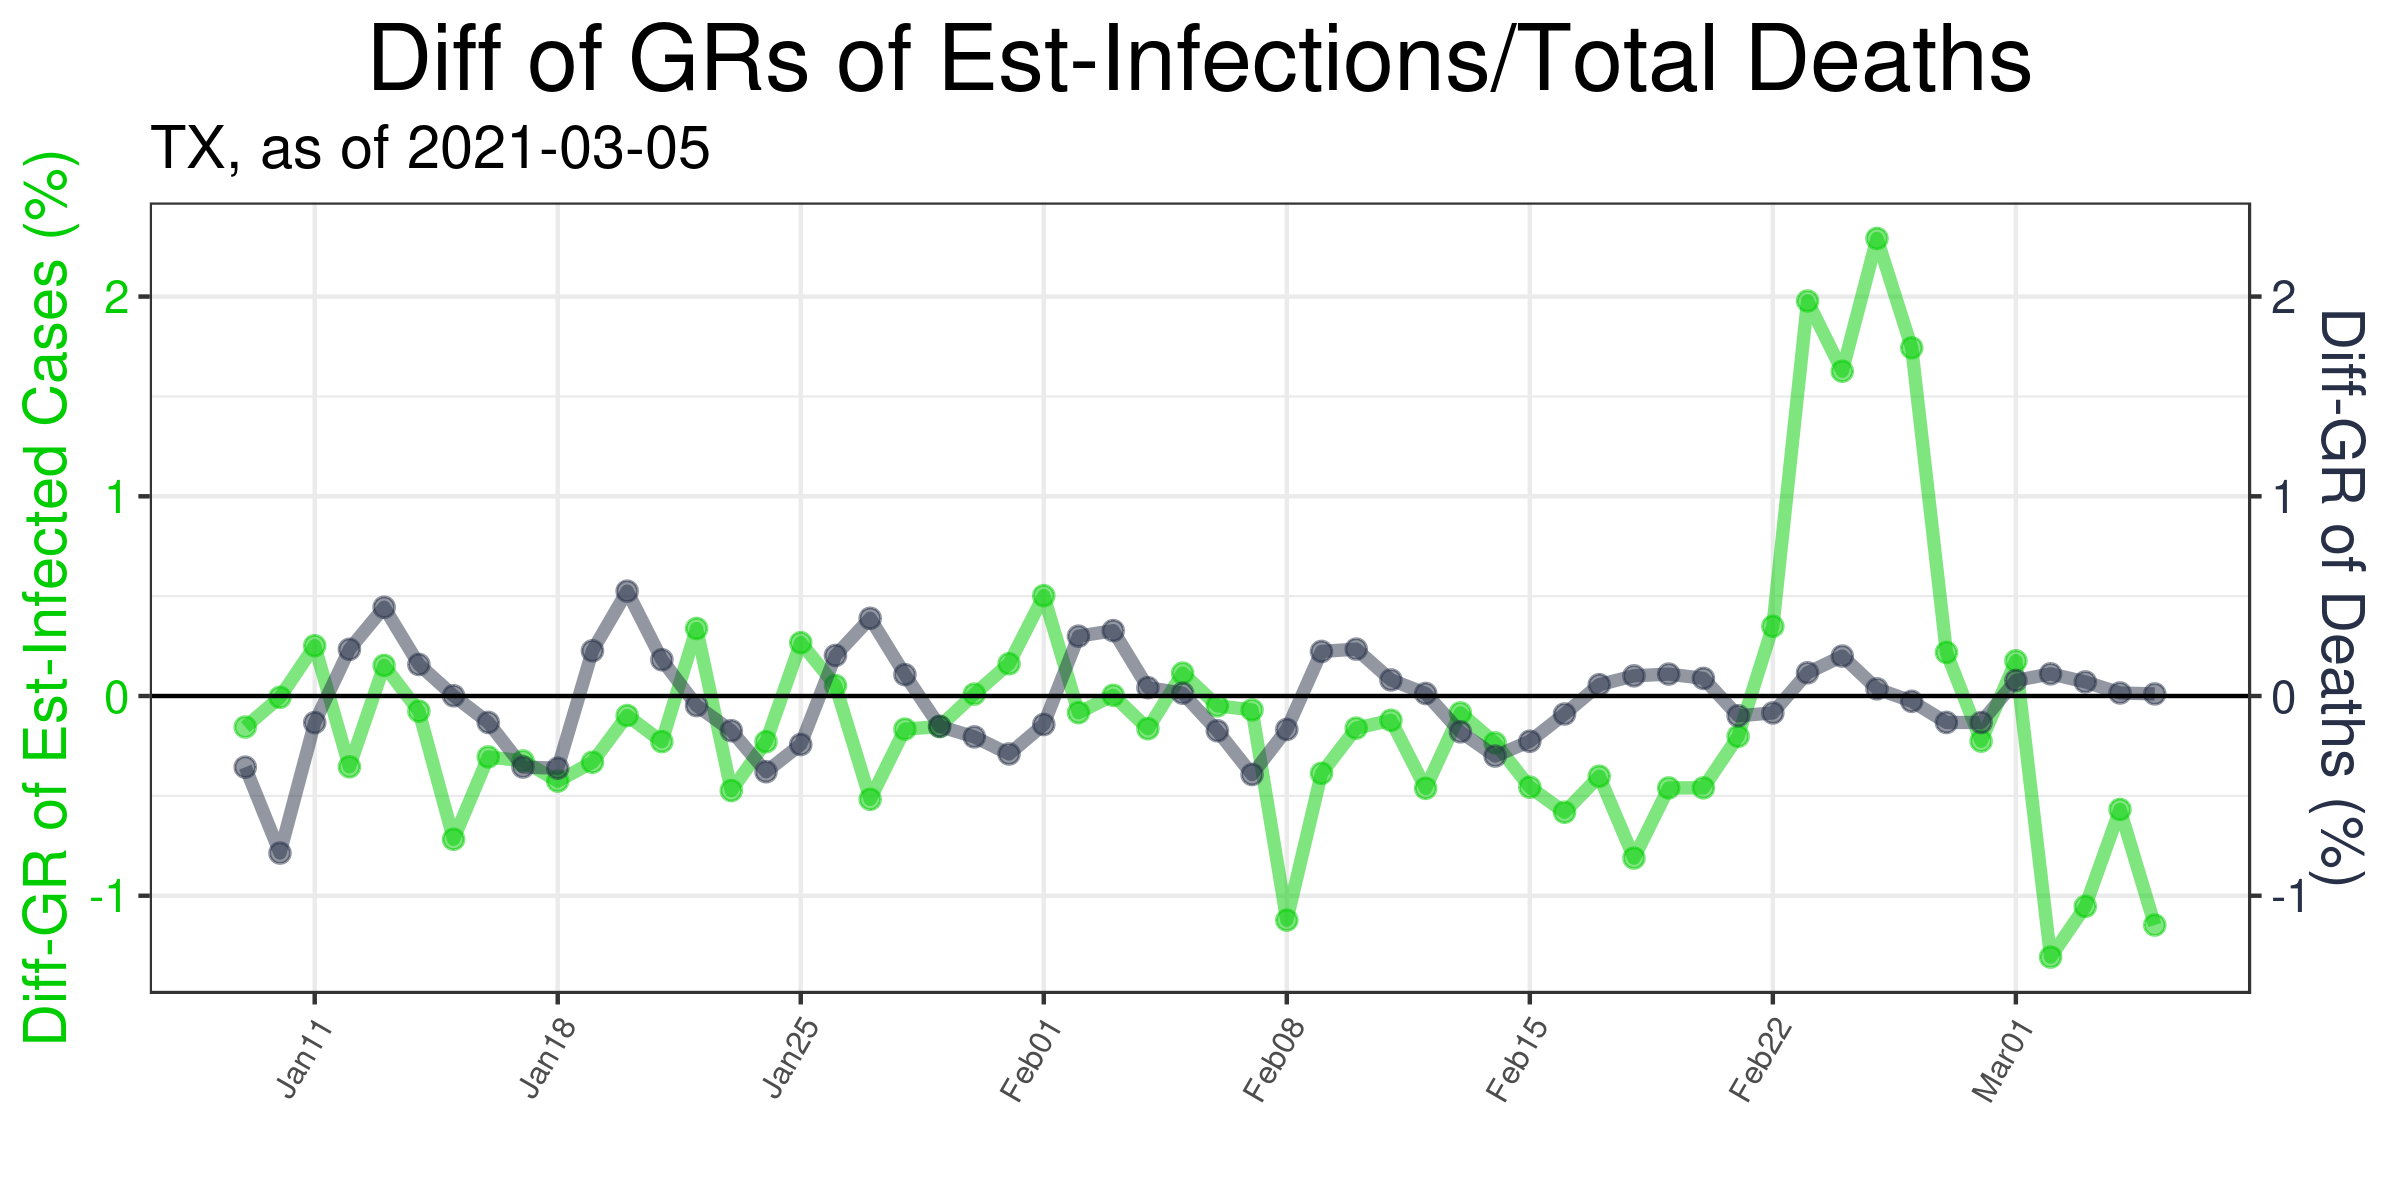 Diff of GRs of Est-Infections/Total Deaths
TX, as of 2021-03-05
Diff-GR of Est-Infected Cases (%)
2
1
0
-1
2
1
0
-1
Diff-GR of Deaths (%)
Jan11
Jan18
Jan25
Feb01
Feb08
Feb15
Feb22
Mar01